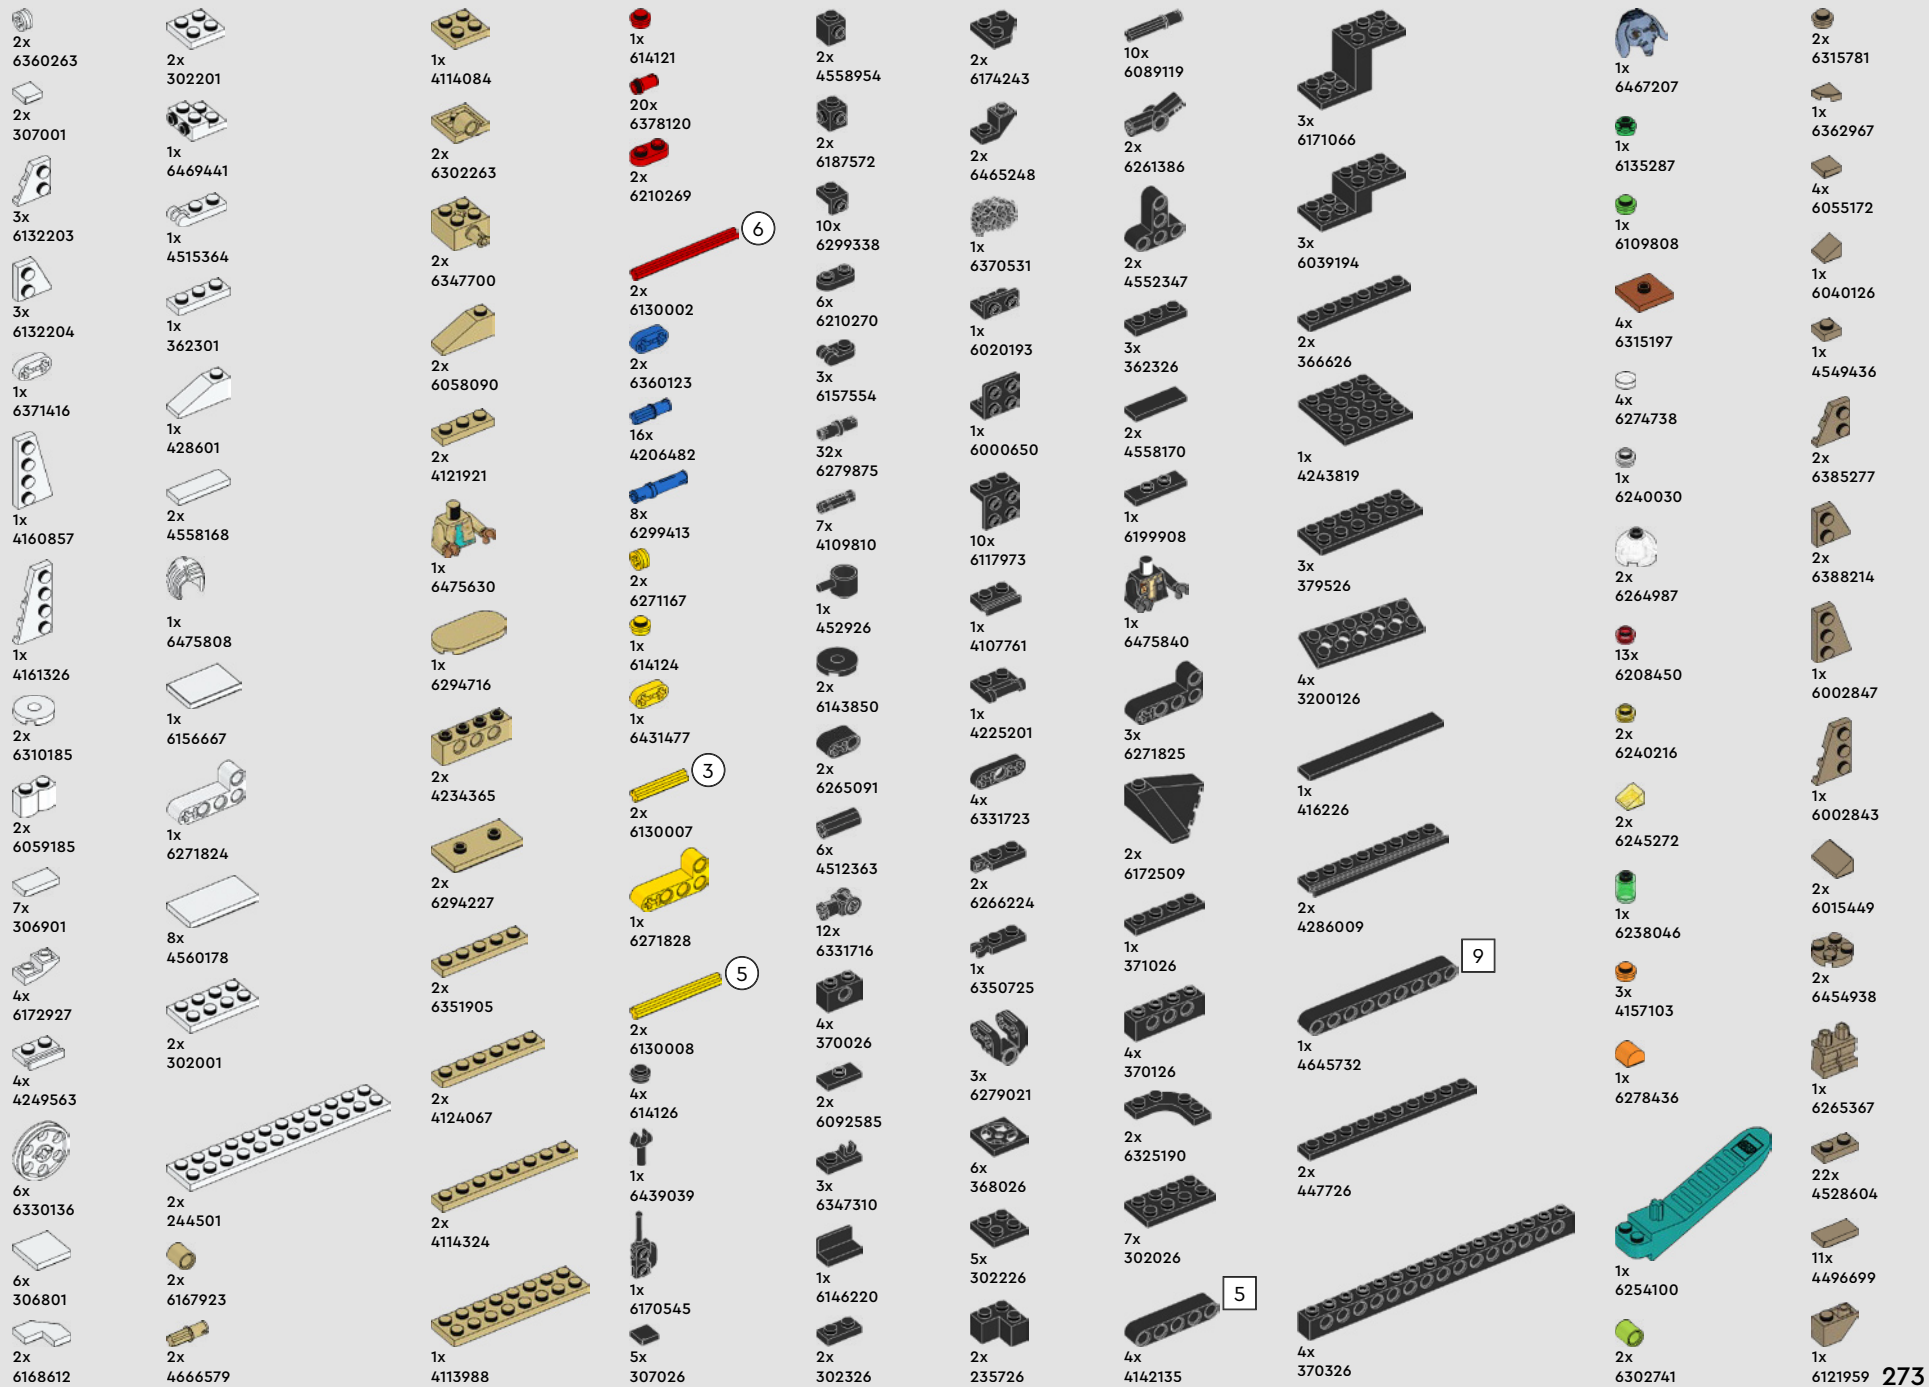 2x
6360263
2x
307001
3x
6132203
3x
6132204
1x
6371416
1x
4160857
1x
4161326
2x
6310185
2x
6059185
7x
306901
4x
6172927
4x
4249563
6x
6330136
6x
306801
2x
6168612
2x
302201
1x
6469441
1x
4515364
1x
362301
1x
428601
2x
4558168
1x
6475808
1x
6156667
1x
6271824
8x
4560178
2x
302001
2x
244501
2x
6167923
2x
4666579
1x
4114084
2x
6302263
2x
6347700
2x
6058090
2x
4121921
1x
6475630
1x
6294716
2x
4234365
2x
6294227
2x
6351905
2x
4124067
2x
4114324
1x
4113988
1x
614121
20x
6378120
2x
6210269
6
2x
6130002
2x
6360123
16x
4206482
8x
6299413
2x
6271167
1x
614124
1x
6431477
3
2x
6130007
1x
6271828
5
2x
6130008
4x
614126
1x
6439039
1x
6170545
5x
307026
2x
4558954
2x
6187572
10x
6299338
6x
6210270
3x
6157554
32x
6279875
7x
4109810
1x
452926
2x
6143850
2x
6265091
6x
4512363
12x
6331716
4x
370026
2x
6092585
3x
6347310
1x
6146220
2x
302326
2x
6174243
2x
6465248
1x
6370531
1x
6020193
1x
6000650
10x
6117973
1x
4107761
1x
4225201
4x
6331723
2x
6266224
1x
6350725
3x
6279021
6x
368026
5x
302226
2x
235726
10x
6089119
2x
6261386
2x
4552347
3x
362326
2x
4558170
1x
6199908
1x
6475840
3x
6271825
2x
6172509
1x
371026
4x
370126
2x
6325190
7x
302026
5
4x
4142135
3x
6171066
3x
6039194
2x
366626
1x
4243819
3x
379526
4x
3200126
1x
416226
2x
4286009
9
1x
4645732
2x
447726
4x
370326
1x
6467207
1x
6135287
1x
6109808
4x
6315197
4x
6274738
1x
6240030
2x
6264987
13x
6208450
2x
6240216
2x
6245272
1x
6238046
3x
4157103
1x
6278436
1x
6254100
2x
6302741
2x
6315781
1x
6362967
4x
6055172
1x
6040126
1x
4549436
2x
6385277
2x
6388214
1x
6002847
1x
6002843
2x
6015449
2x
6454938
1x
6265367
22x
4528604
11x
4496699
1x
6121959
273